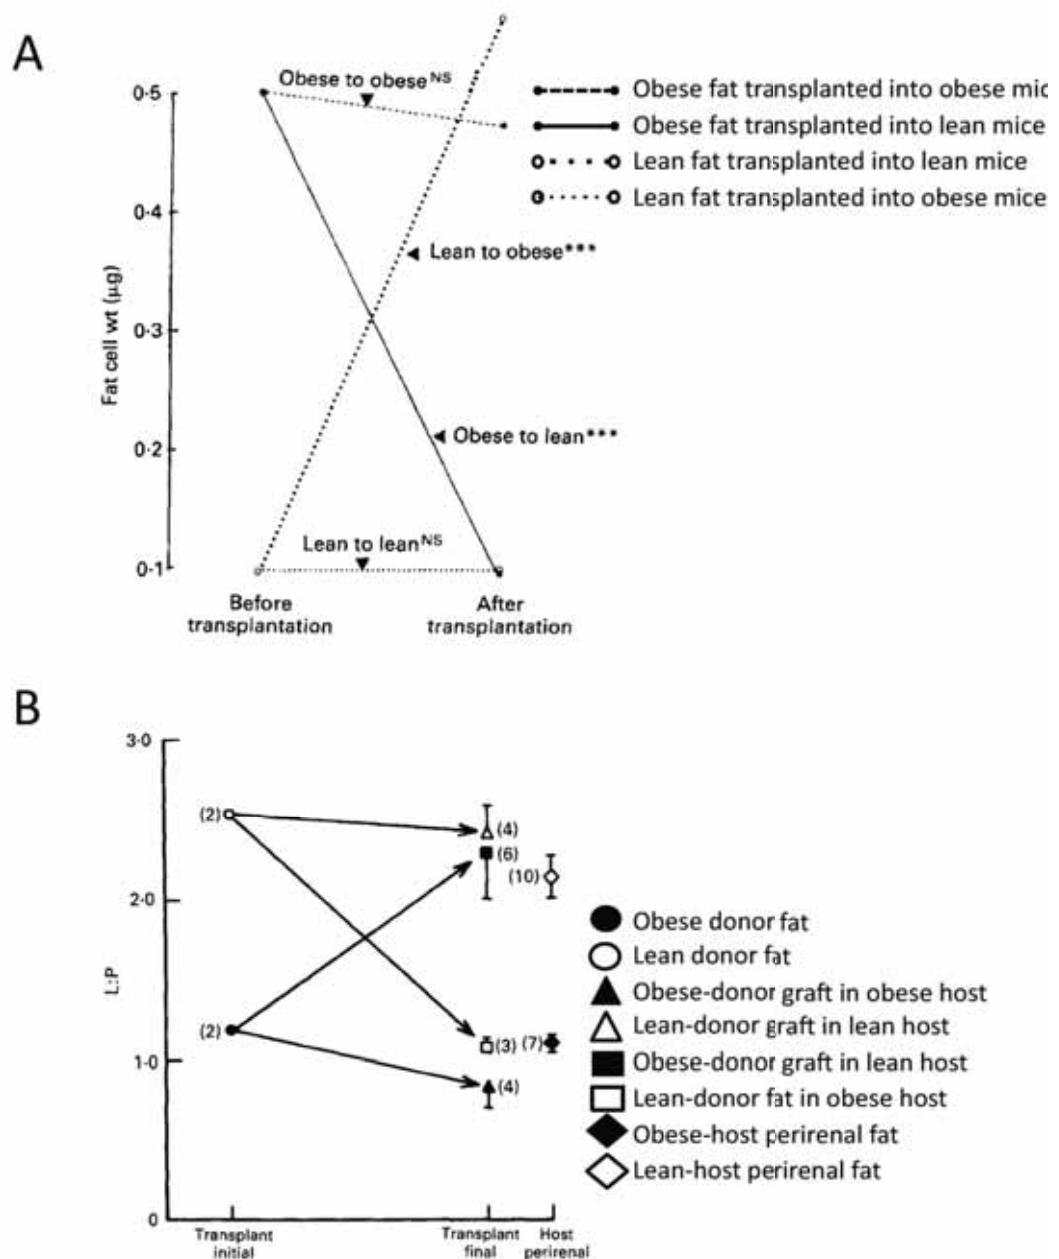 A
Obese to obese NS
0·5
Obese fat transplanted into obese mic
Obese fat transplanted into lean mice
Lean fat transplanted into lean mice
Lean fat transplanted into obese mice
0·4
Lean to obese***
Fat cell wt (μg)
0·3
Obese to lean***
0·2
Lean to lean NS
0·1
Before
transplantation
After
transplantation
B
3·0
(2)
(4)
(6)
(10)
2·0
L:P
(2)
(3)
(7)
1·0
(4)
0
Obese donor fat
Lean donor fat
Obese-donor graft in obese host
Lean-donor graft in lean host
Obese-donor graft in lean host
Lean-donor fat in obese host
Obese-host perirenal fat
Lean-host perirenal fat
Transplant
initial
Transplant
final
Host
perirenal